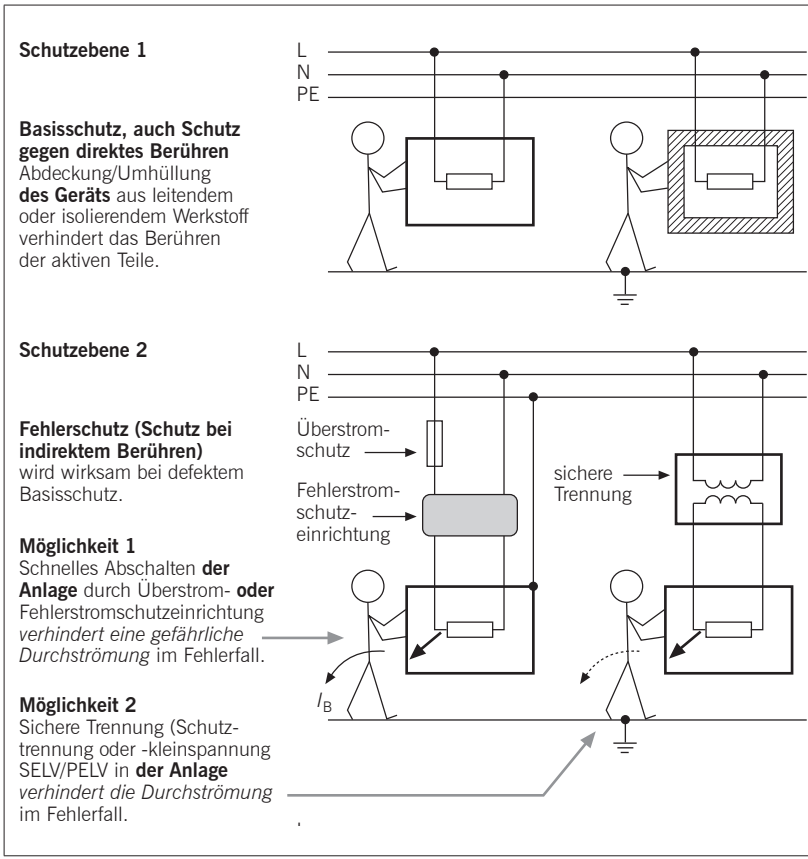 Schutzebene 1
Basisschutz, auch Schutz
gegen direktes Berühren
Abdeckung/Umhüllung
des Geräts aus leitendem
oder isolierendem Werkstoff
verhindert das Berühren
der aktiven Teile.
L
N
PE
Schutzebene 2
Fehlerschutz (Schutz bei
indirektem Berühren)
wird wirksam bei defektem
Basisschutz.
Möglichkeit 1
Schnelles Abschalten der
Anlage durch Überstrom- oder
Fehlerstromschutzeinrichtung
verhindert eine gefährliche
Durchströmung im Fehlerfall.
Möglichkeit 2
Sichere Trennung (Schutz-
trennung oder -kleinspannung
SELV/PELV in der Anlage
verhindert die Durchströmung
im Fehlerfall.
L
N
PE
Überstrom-
schutz
Fehlerstrom-
schutz-
einrichtung
sichere
Trennung
IB